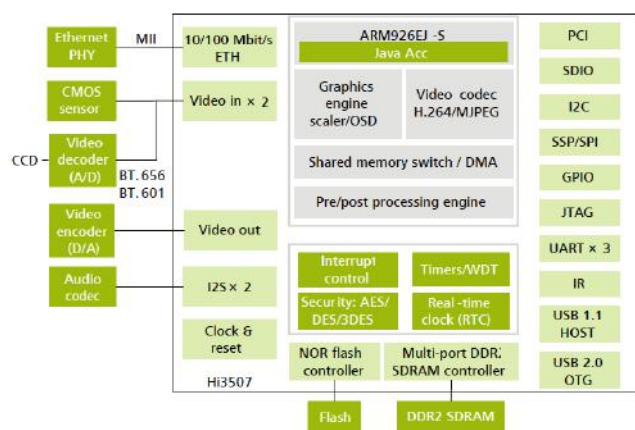 Ethernet
PHY
MII
10/100 Mbit/s
ETH
CMOS
sensor
Video in × 2
CCD
Video
decoder
(A/D)
BT. 656
BT. 601
Video
encoder
(D/A)
Video out
Audio
codec
I2S × 2
Clock &
reset
Hi3507
ARM926EJ -S
Java Acc
Graphics
engine
scaler/OSD
Video codec
H.264/MJPEG
Shared memory switch / DMA
Pre/post processing engine
Interrupt
control
Timers/WDT
Security: AES/
DES/3DES
Real -time
clock (RTC)
NOR flash
controller
Multi-port DDR2
SDRAM controller
Flash
DDR2 SDRAM
PCI
SDIO
I2C
SSP/SPI
GPIO
JTAG
UART × 3
IR
USB 1.1
HOST
USB 2.0
OTG